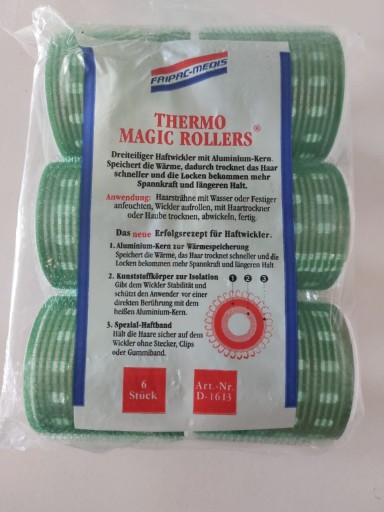 FRIPAC-MEDIS
THERMO
MAGIC ROLLERS®
Dreiteiliger Haftwickler mit Aluminium-Kern.
Speichert die Wärme, dadurch trocknet das Haar
schneller und die Locken bekommen mehr
Spannkraft und längeren Halt.
Anwendung: Haarsträhne mit Wasser oder Festiger
anfeuchten, Wickler aufrollen, mit Haartrockner
oder Haube trocknen, abwickeln, fertig.
Das neue Erfolgsrezept für Haftwickler.
1. Aluminium-Kern zur Wärmespeicherung
Speichert die Wärme, das Haar trocknet schneller und die
Locken bekommen mehr Spannkraft und längeren Halt.
2. Kunststoffkörper zur Isolation
1 2 3
Gibt dem Wickler Stabilität und
schützt den Anwender vor einer
direkten Berührung mit dem
heißen Aluminium-Kern.
3. Spezial-Haftband
Hält die Haare sicher auf dem
Wickler ohne Stecker, Clips
oder Gummiband.
6
Stück
Art.-Nr.
D-1613